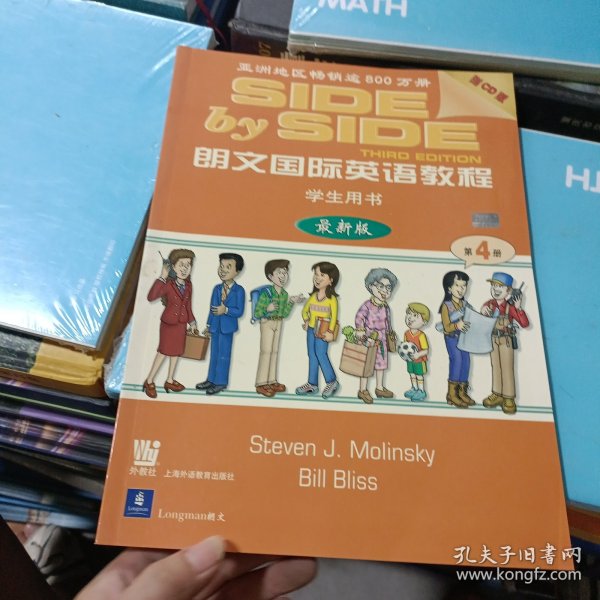 MATH
亚洲地区畅销逾800万册
SIDE
by SIDE
THIRD EDITION
朗文国际英语教程
学生用书
最新版
第4册
Steven J. Molinsky
Bill Bliss
外教社
上海外语教育出版社
Longman
Longman朗文
孔夫子旧书网
www.kongfz.com